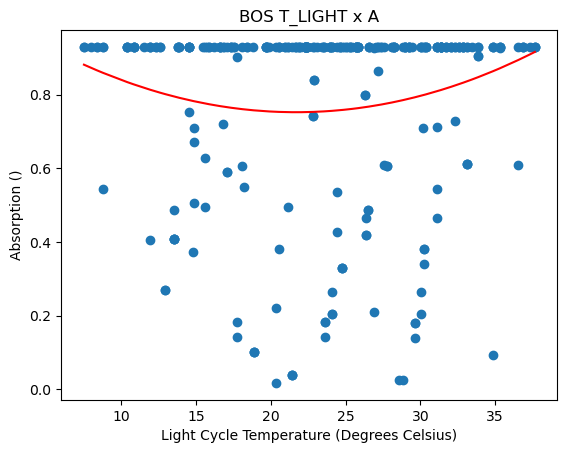 BOS T_LIGHT x A
Absorption ()
0.8
0.6
0.4
0.2
0.0
10 15 20 25 30 35
Light Cycle Temperature (Degrees Celsius)